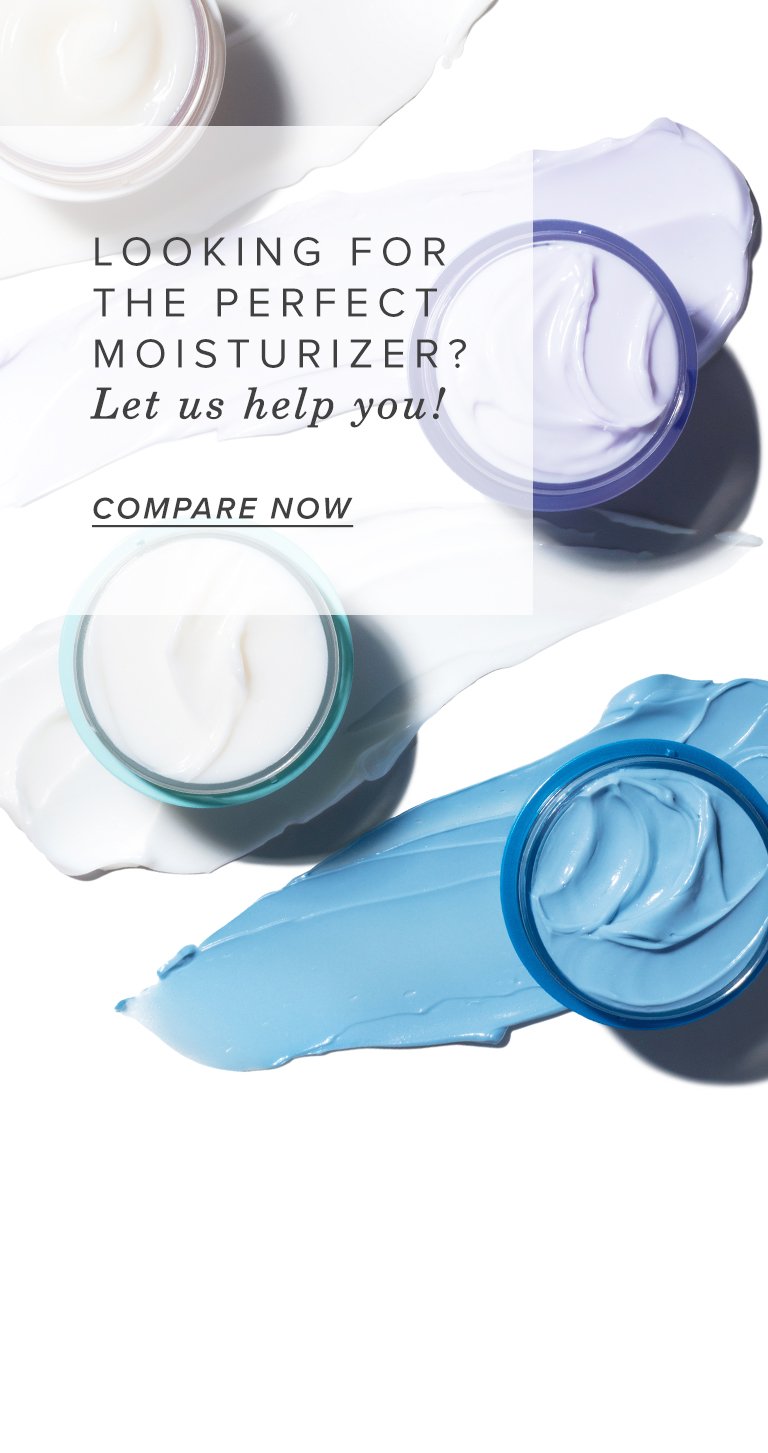 LOOKING FOR
THE PERFECT
MOISTURIZER?
Let us help you!
COMPARE NOW